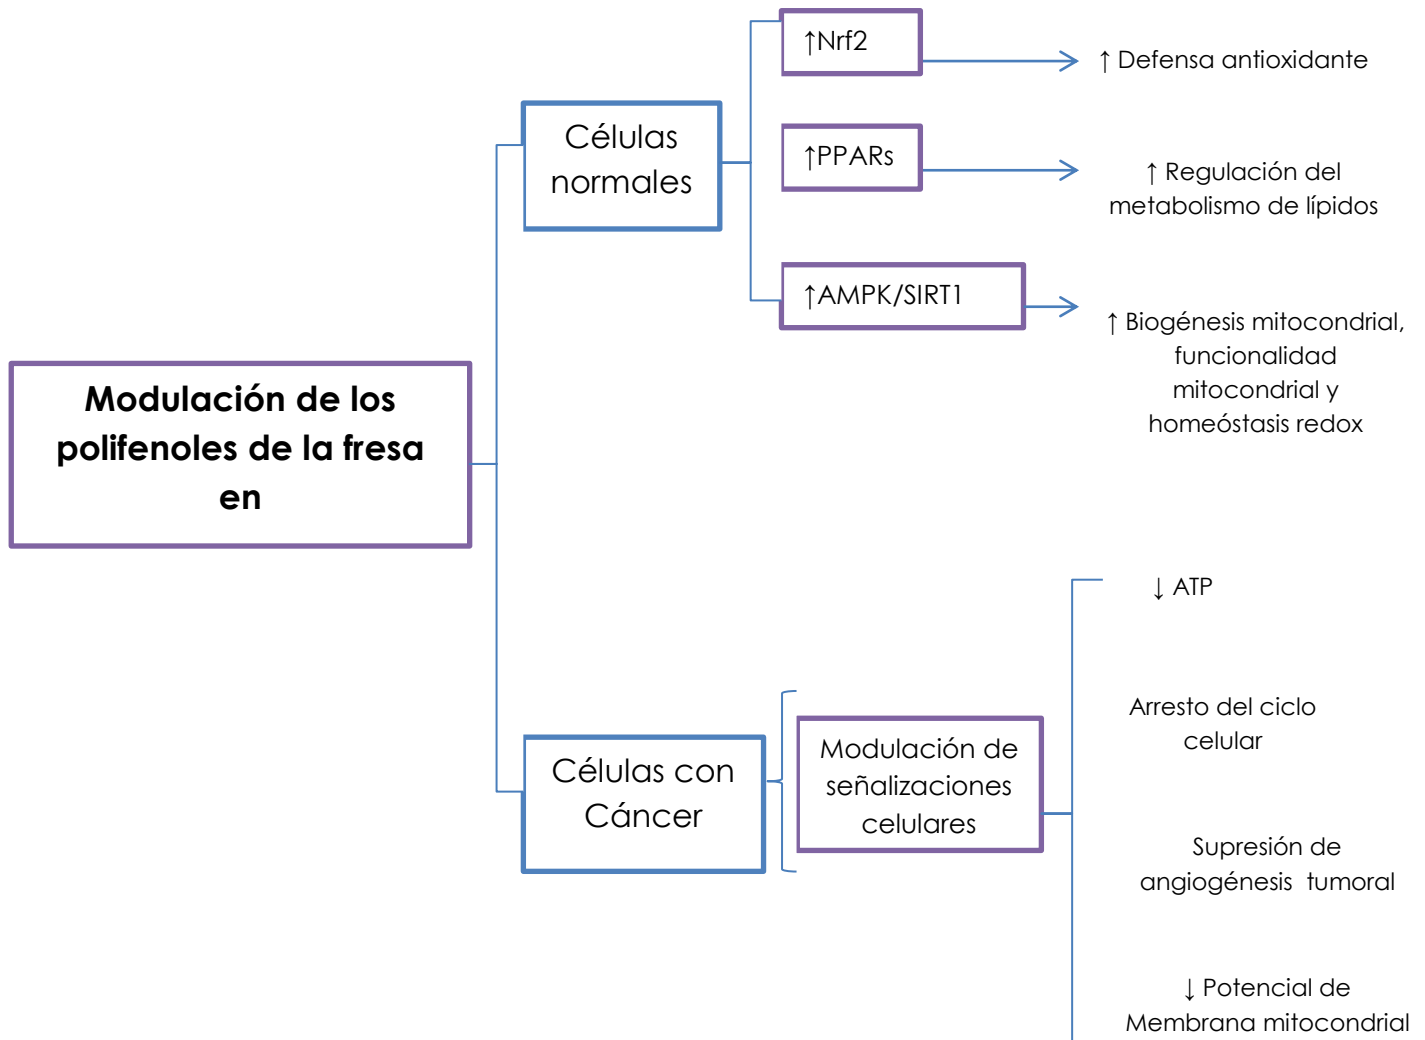 Modulación de los
polifenoles de la fresa
en
Células
normales
↑Nrf2
↑ Defensa antioxidante
↑PPARs
↑ Regulación del
metabolismo de lípidos
↑AMPK/SIRT1
↑ Biogénesis mitocondrial,
funcionalidad
mitocondrial y
homeóstasis redox
Células con
Cáncer
Modulación de
señalizaciones
celulares
↓ ATP
Arresto del ciclo
celular
Supresión de
angiogénesis tumoral
↓ Potencial de
Membrana mitocondrial